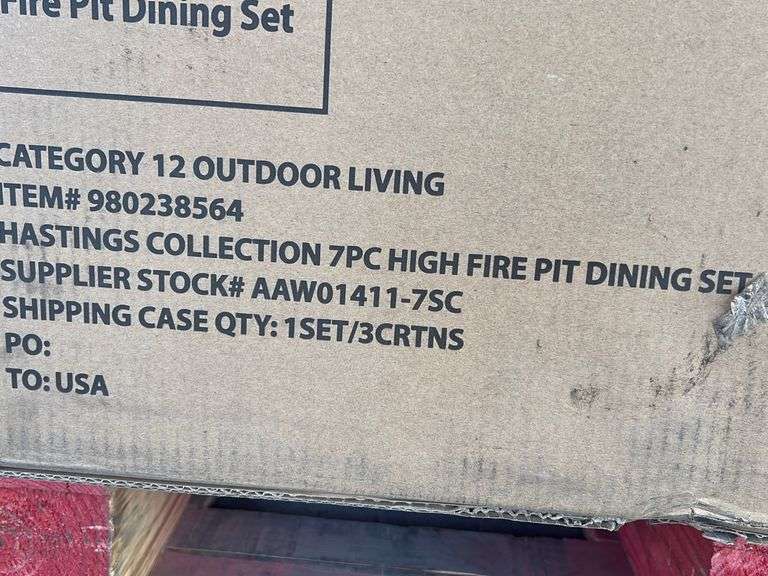 Fire Pit Dining Set
CATEGORY 12 OUTDOOR LIVING
ITEM# 980238564
HASTINGS COLLECTION 7PC HIGH FIRE PIT DINING SET
SUPPLIER STOCK# AAW01411-7SC
SHIPPING CASE QTY: 1SET/3CRTNS
PO:
TO: USA